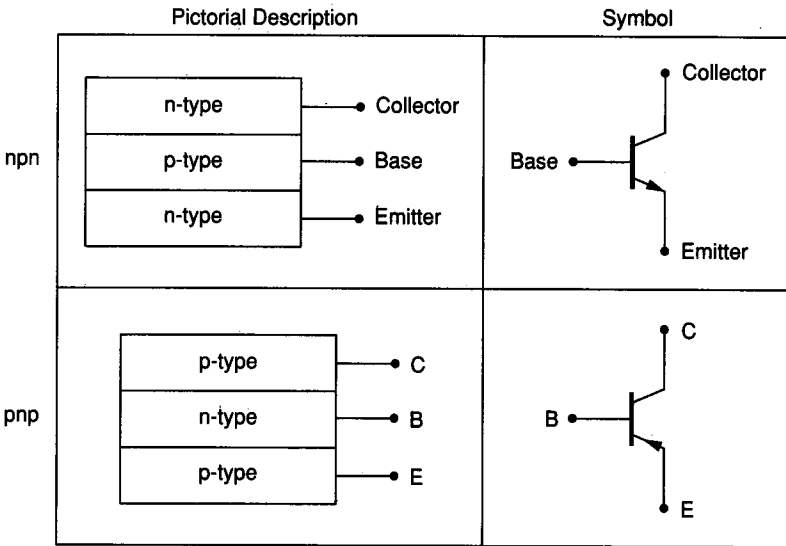 Pictorial Description
Symbol
npn
n-type
Collector
p-type
Base
n-type
Emitter
Collector
Base
Emitter
pnp
p-type
C
n-type
B
p-type
E
C
B
E